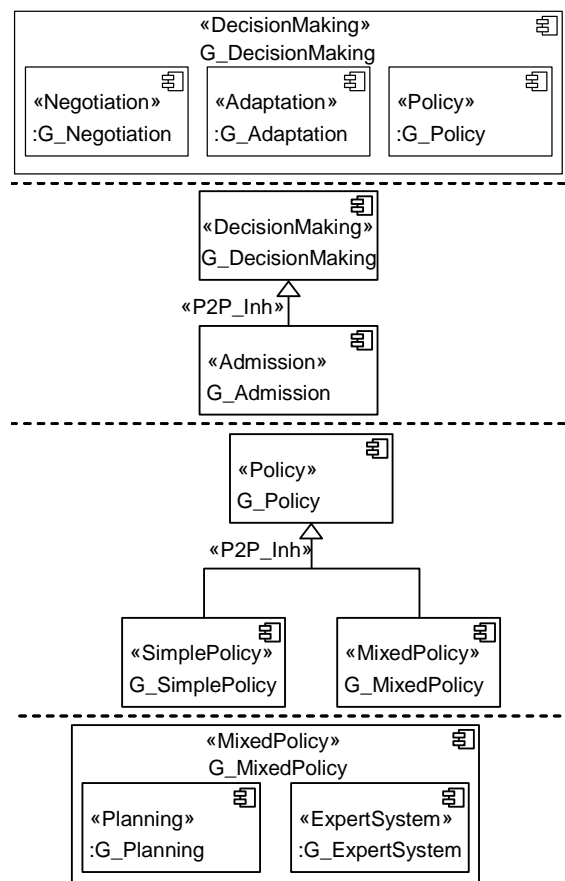 «DecisionMaking»
G_DecisionMaking
«Negotiation» «Adaptation» «Policy»
:G_Negotiation :G_Adaptation :G_Policy
«DecisionMaking»
G_DecisionMaking
«P2P_Inh»
«Admission»
G_Admission
«Policy»
G_Policy
«P2P_Inh»
«SimplePolicy» «MixedPolicy»
G_SimplePolicy G_MixedPolicy
«MixedPolicy»
G_MixedPolicy
«Planning» «ExpertSystem»
:G_Planning :G_ExpertSystem